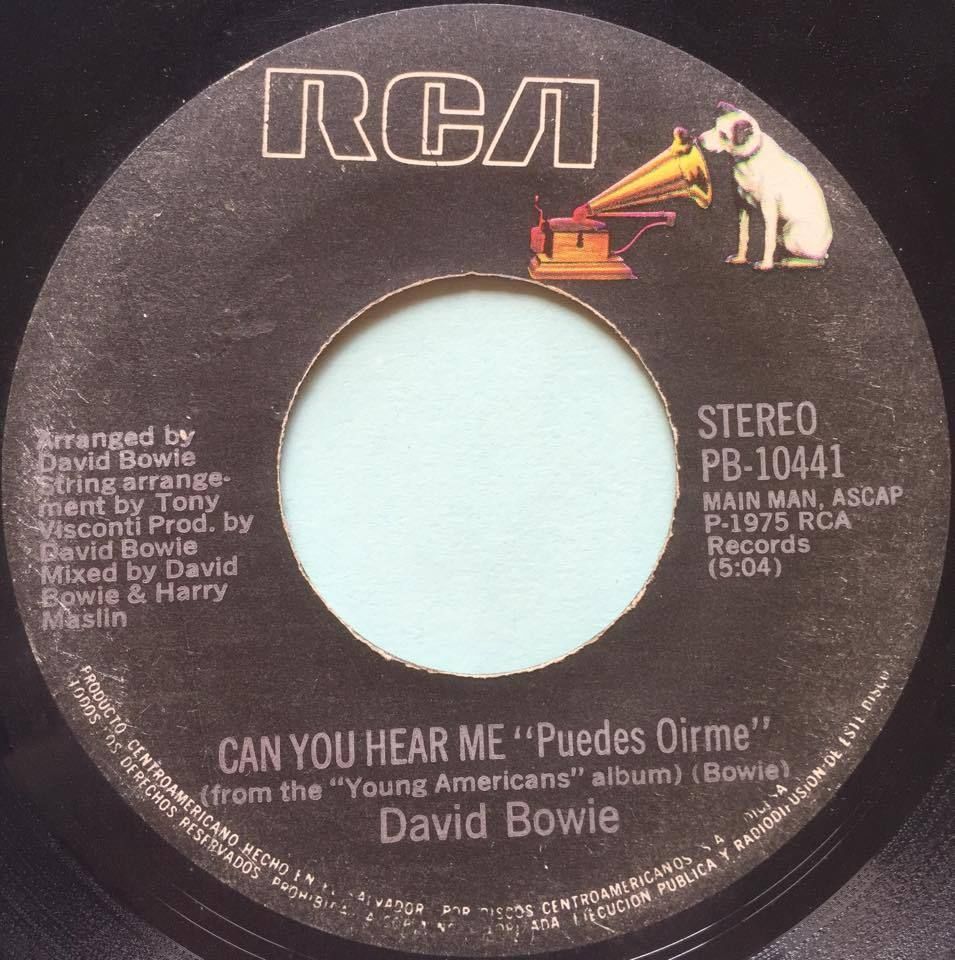 RCA
Arranged by
David Bowie
String arrange-
ment by Tony
Visconti Prod. by
David Bowie
Mixed by David
Bowie & Harry
Maslin
STEREO
PB-10441
MAIN MAN, ASCAP
P-1975 RCA
Records
(5:04)
CAN YOU HEAR ME "Puedes Oirme"
(from the "Young Americans" album) (Bowie)
David Bowie
PRODUCTO CENTROAMERICANO HECHO EN EL SALVADOR POR DISCOS CENTROAMERICANOS S.A.
TODOS LOS DERECHOS RESERVADOS PROHIBIDA LA COPIA NO EJECUCION PUBLICA Y RADIODIFUSION DE ESTE DISCO